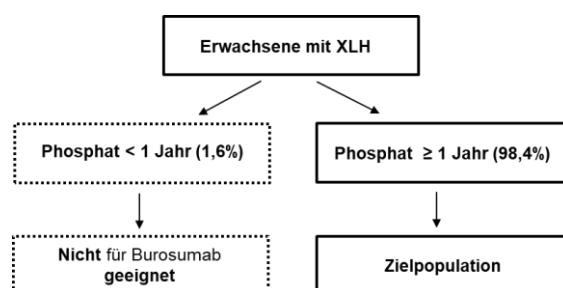 Erwachsene mit XLH
Phosphat < 1 Jahr (1,6%)
Phosphat ≥ 1 Jahr (98,4%)
Nicht für Burosumab
geeignet
Zielpopulation